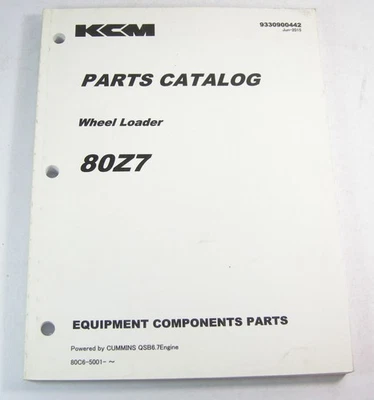 KCM
9330900442
Jun-2015
PARTS CATALOG
Wheel Loader
80Z7
EQUIPMENT COMPONENTS PARTS
Powered by CUMMINS QSB6.7Engine
80C6-5001- ～